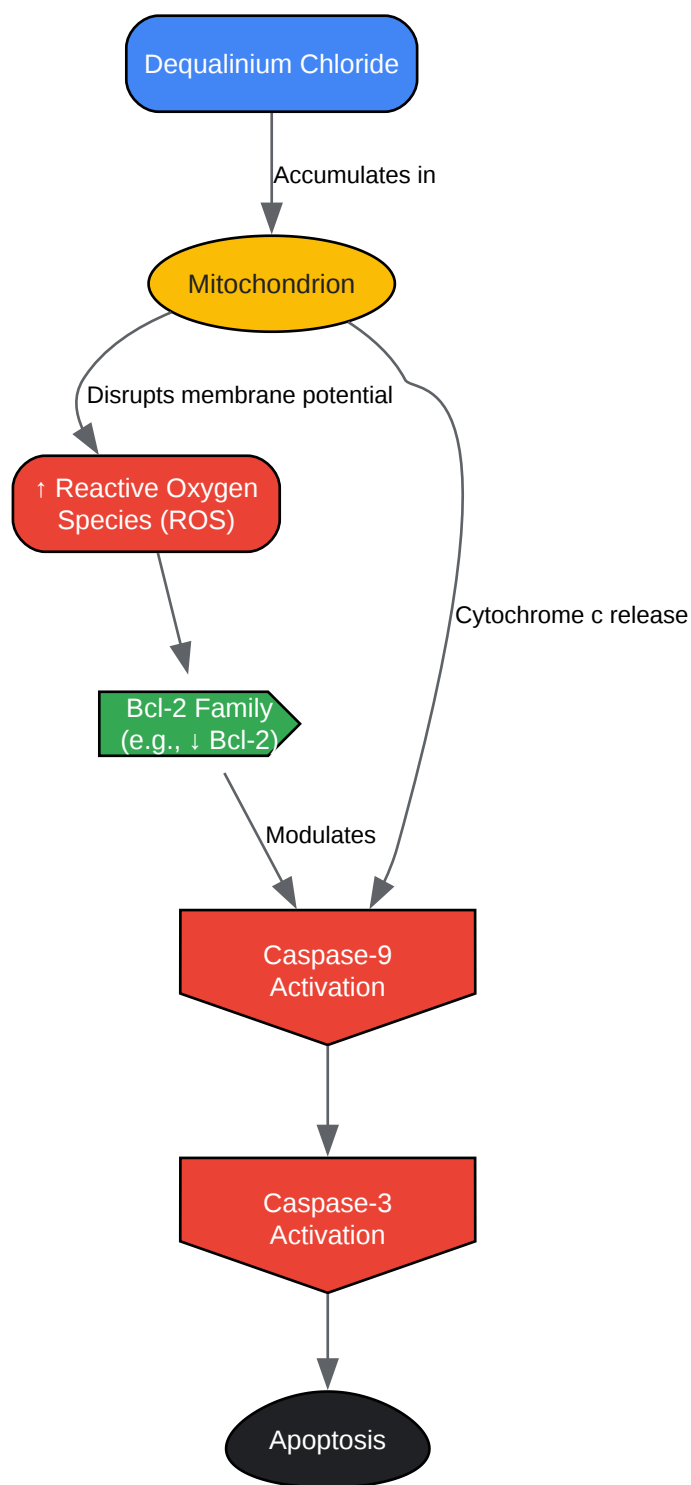 Dequalinium Chloride
Accumulates in
Mitochondrion
Disrupts membrane potential
↑ Reactive Oxygen
Species (ROS)
Cytochrome c release
Bcl-2 Family
(e.g., ↓ Bcl-2)
Modulates
Caspase-9
Activation
Caspase-3
Activation
Apoptosis